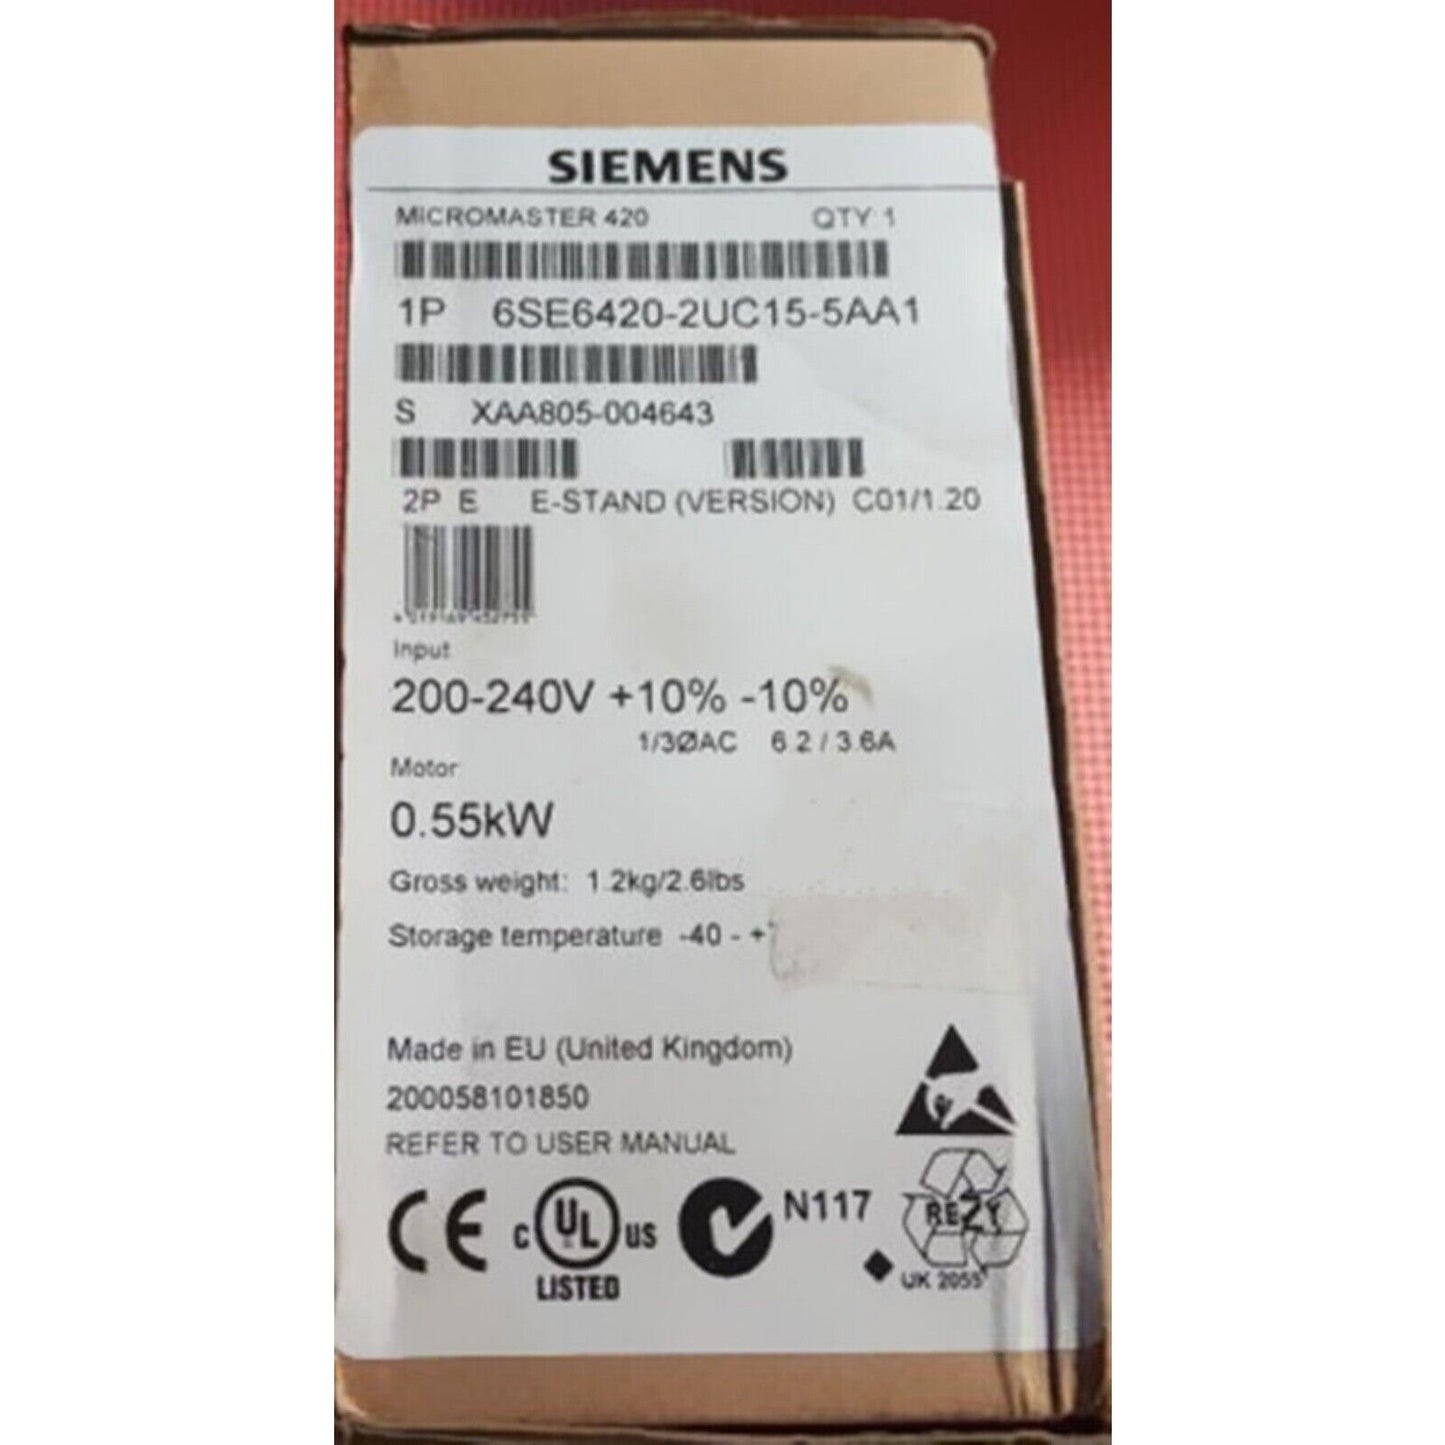 SIEMENS
MICROMASTER 420 QTY 1
1P 6SE6420-2UC15-5AA1
S XAA805-004643
2P E E-STAND (VERSION) C01/1.20
Input
200-240V +10% -10%
1/3ØAC 6.2 / 3.6A
Motor
0.55kW
Gross weight: 1.2kg/2.6lbs
Storage temperature -40 - +
Made in EU (United Kingdom)
200058101850
REFER TO USER MANUAL
CE C UL US LISTED N117
RESY
UK 2055